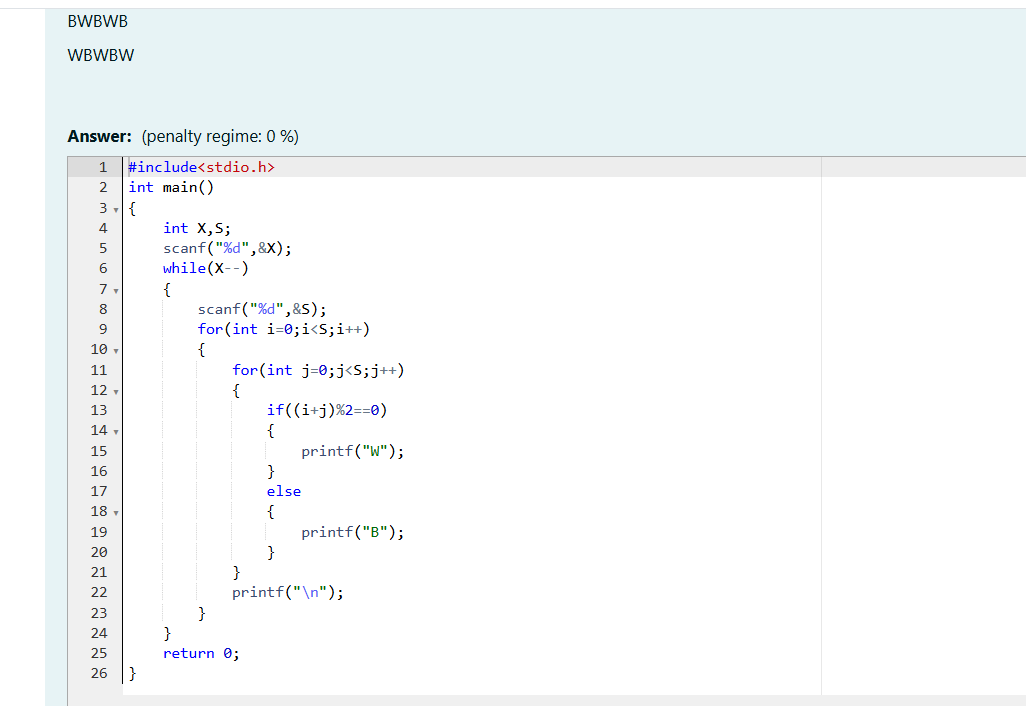 BWBWB
WBWBW
Answer: (penalty regime: 0 %)
1 #include<stdio.h>
2 int main()
3 {
4     int X,S;
5     scanf("%d",&X);
6     while(X--)
7     {
8         scanf("%d",&S);
9         for(int i=0;i<S;i++)
10         {
11             for(int j=0;j<S;j++)
12             {
13                 if((i+j)%2==0)
14                 {
15                     printf("W");
16                 }
17                 else
18                 {
19                     printf("B");
20                 }
21             }
22             printf("\n");
23         }
24     }
25     return 0;
26 }